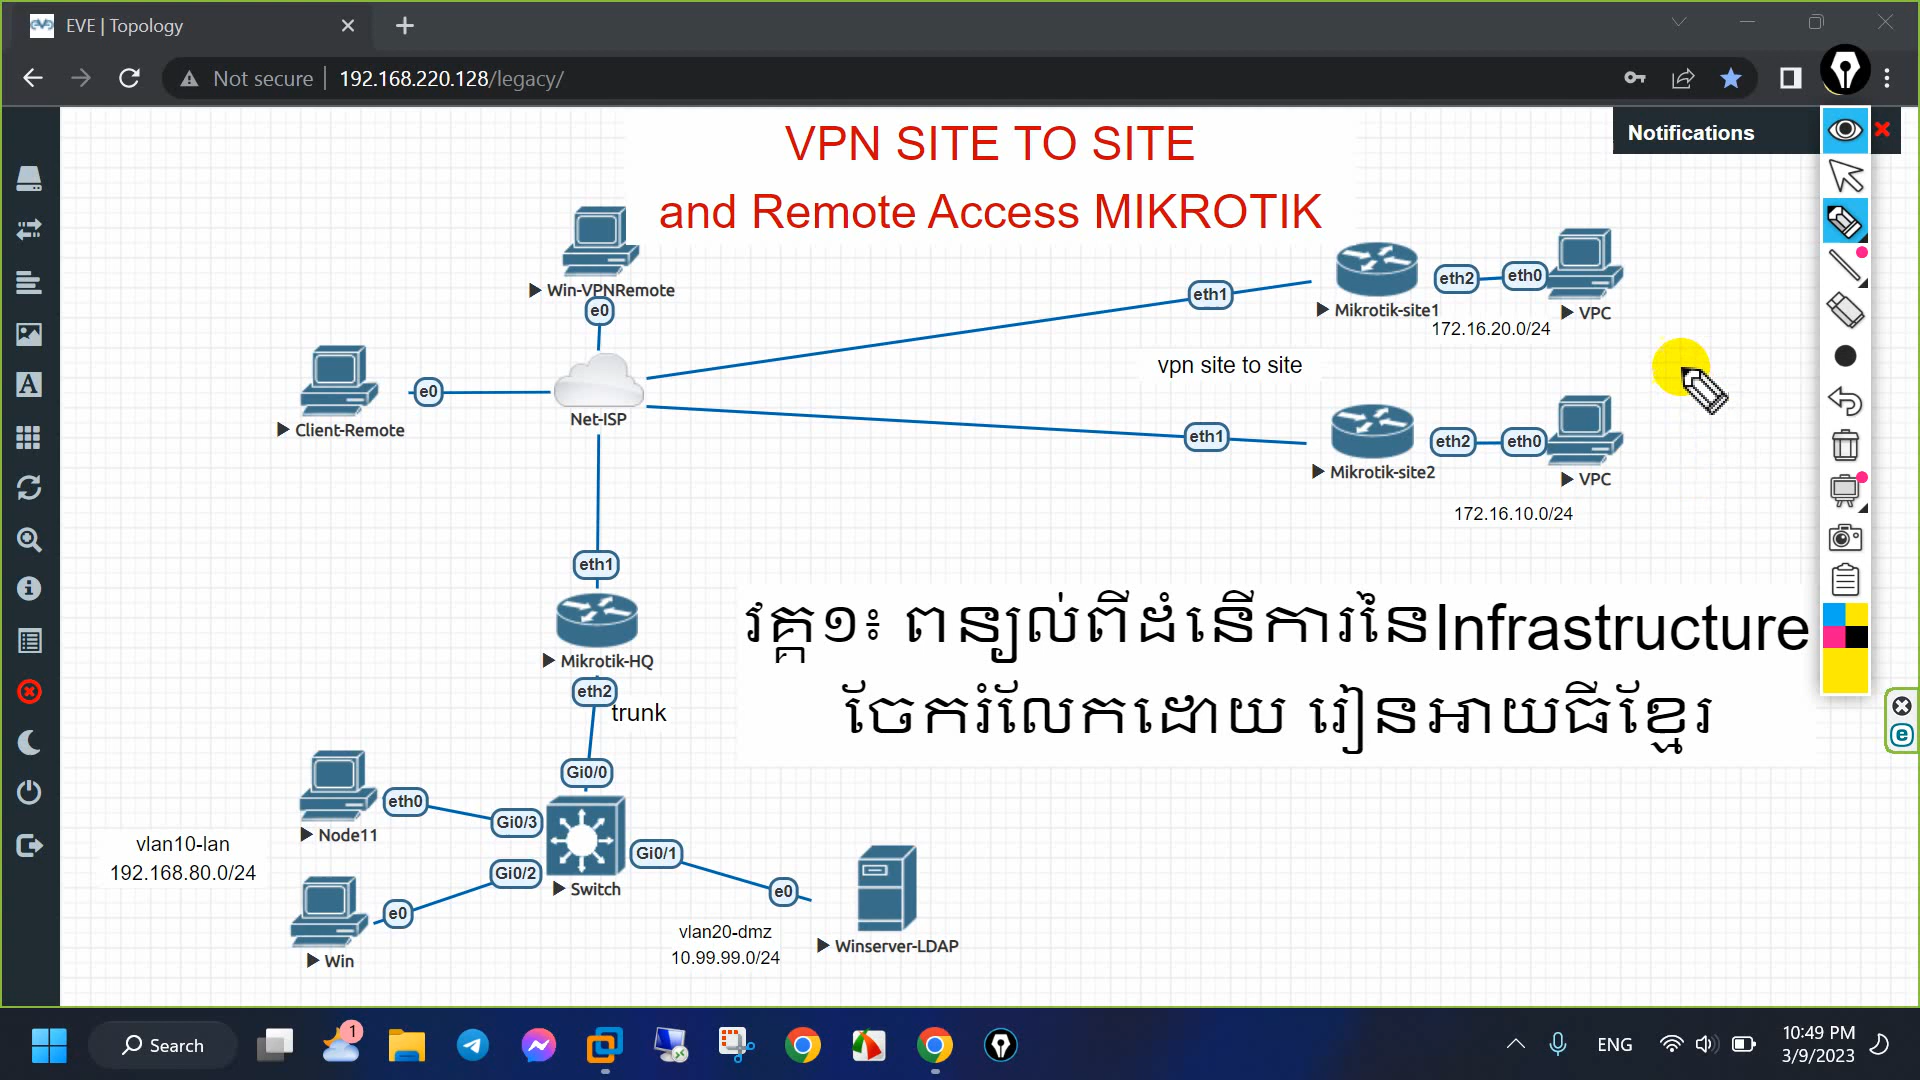 EVE | Topology
Not secure
192.168.220.128/legacy/
VPN SITE TO SITE
and Remote Access MIKROTIK
Notifications
Win-VPNRemote
e0
eth1
Mikrotik-site1
eth2
eth0
VPC
172.16.20.0/24
vpn site to site
e0
Client-Remote
Net-ISP
eth1
Mikrotik-site2
eth2
eth0
VPC
172.16.10.0/24
eth1
Mikrotik-HQ
eth2
trunk
វគ្គ១៖ ពន្យល់ពីដំនើការនៃInfrastructure
ចែករំលែកដោយ រៀនអាយធីខ្មែរ
Gi0/0
eth0
Gi0/3
Node11
vlan10-lan
192.168.80.0/24
Gi0/2
Gi0/1
Switch
e0
Win
e0
vlan20-dmz
10.99.99.0/24
Winserver-LDAP
Search
1
ENG
10:49 PM
3/9/2023